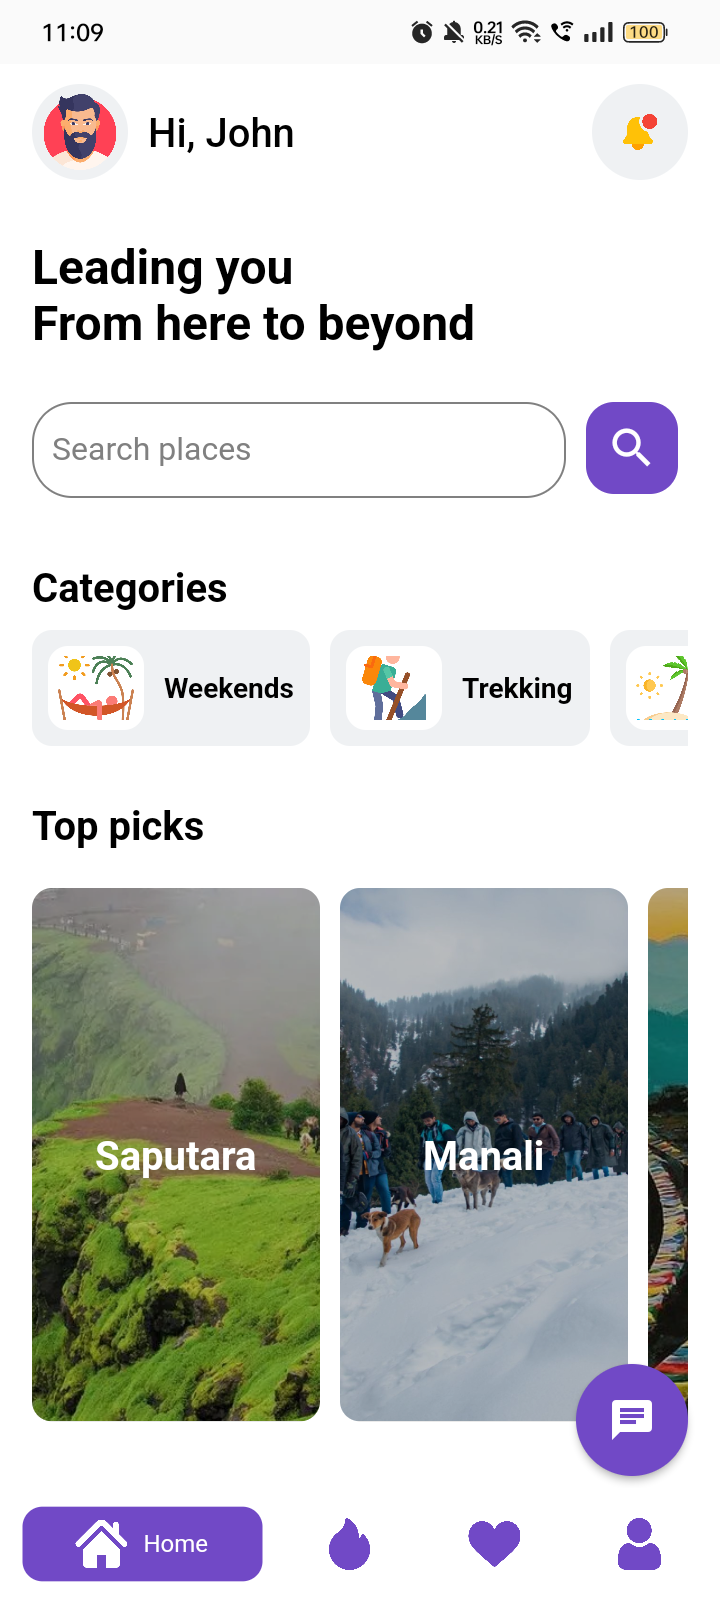 11:09
0.21
KB/S
100
Hi, John
Leading you
From here to beyond
Search places
Categories
Weekends
Trekking
Top picks
Saputara
Manali
Home